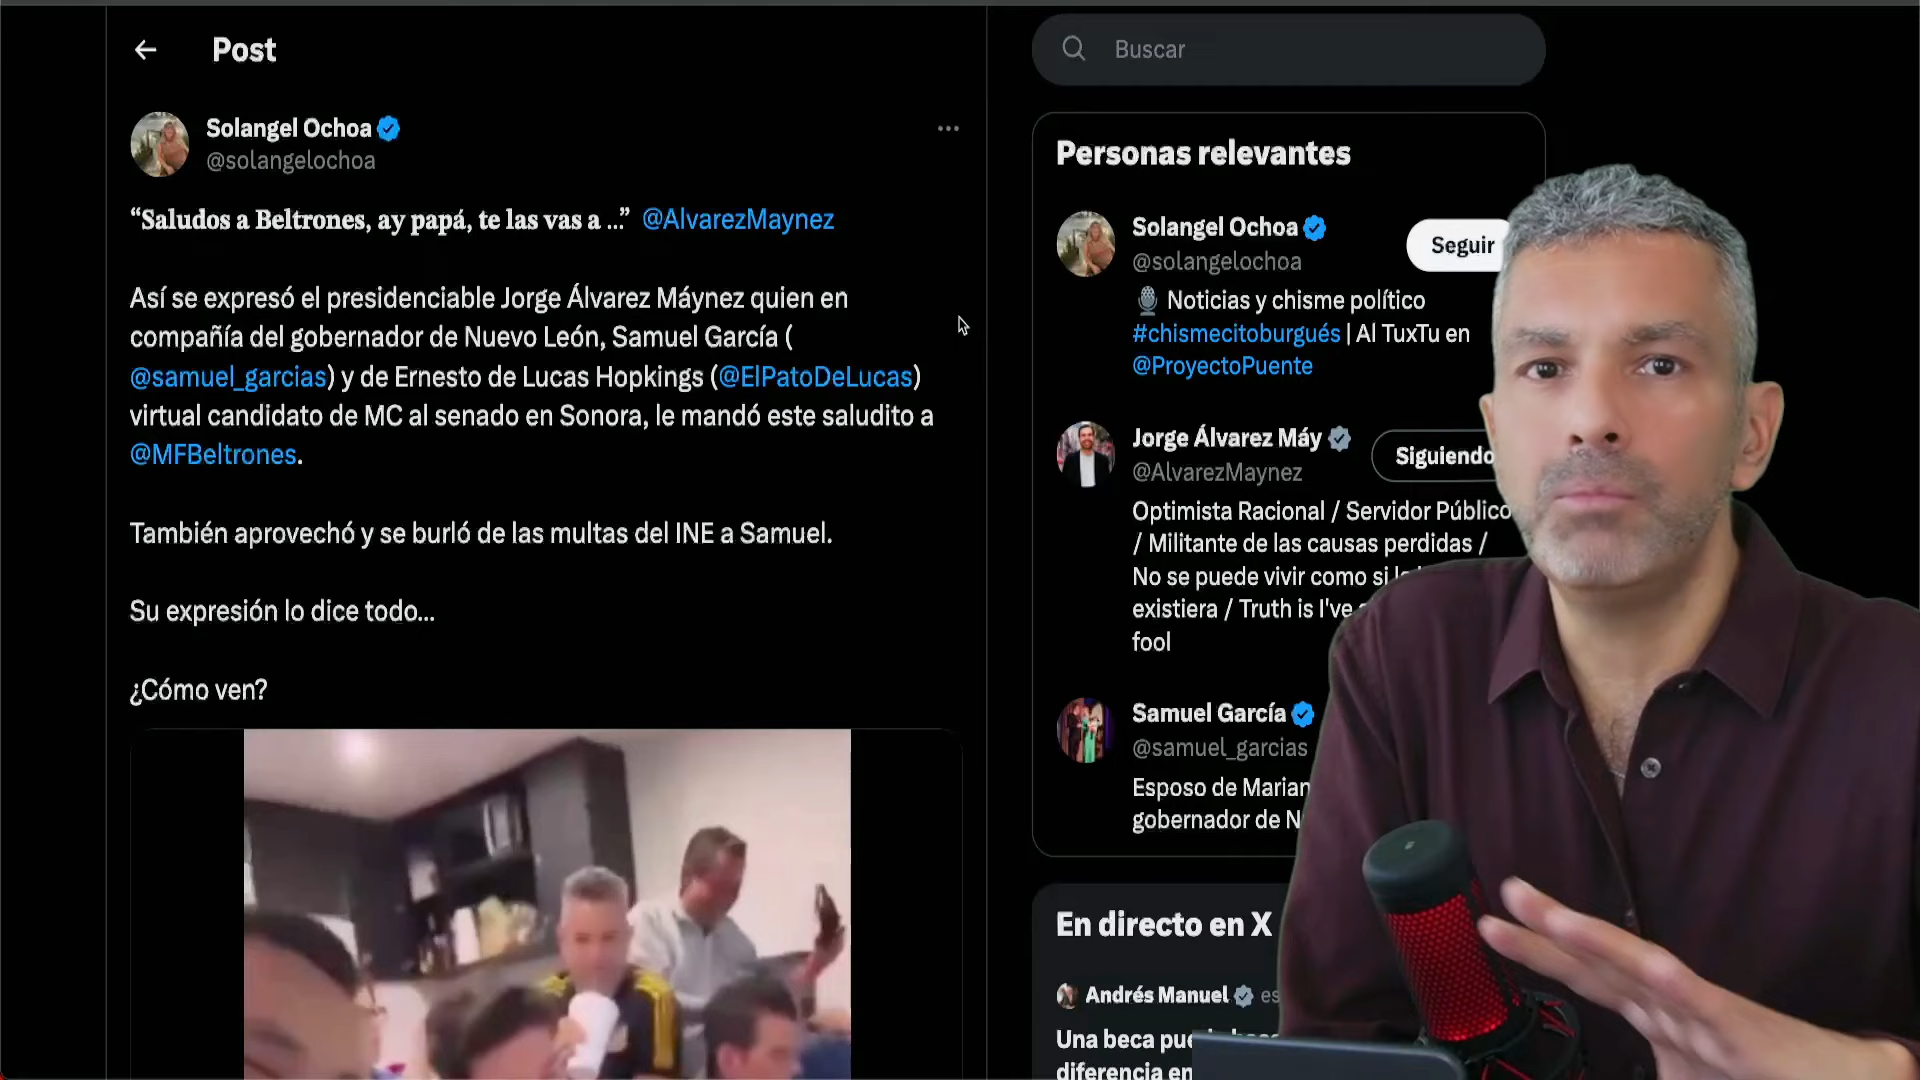 Post
Solangel Ochoa
@solangelochoa
“Saludos a Beltrones, ay papá, te las vas a ...” @AlvarezMaynez
Así se expresó el presidenciable Jorge Álvarez Máynez quien en
compañía del gobernador de Nuevo León, Samuel García (
@samuel_garcias) y de Ernesto de Lucas Hopkings (@ElPatoDeLucas)
virtual candidato de MC al senado en Sonora, le mandó este saludito a
@MFBeltrones.
También aprovechó y se burló de las multas del INE a Samuel.
Su expresión lo dice todo...
¿Cómo ven?
Buscar
Personas relevantes
Solangel Ochoa
@solangelochoa
Seguir
Noticias y chisme político
#chismecitoburgués | Al TuxTu en
@ProyectoPuente
Jorge Álvarez Máy
@AlvarezMaynez
Siguiendo
Optimista Racional / Servidor Público
/ Militante de las causas perdidas /
No se puede vivir como si
existiera / Truth is I've
fool
Samuel García
@samuel_garcias
Esposo de Marian
gobernador de N
En directo en X
Andrés Manuel es
Una beca
diferencia en